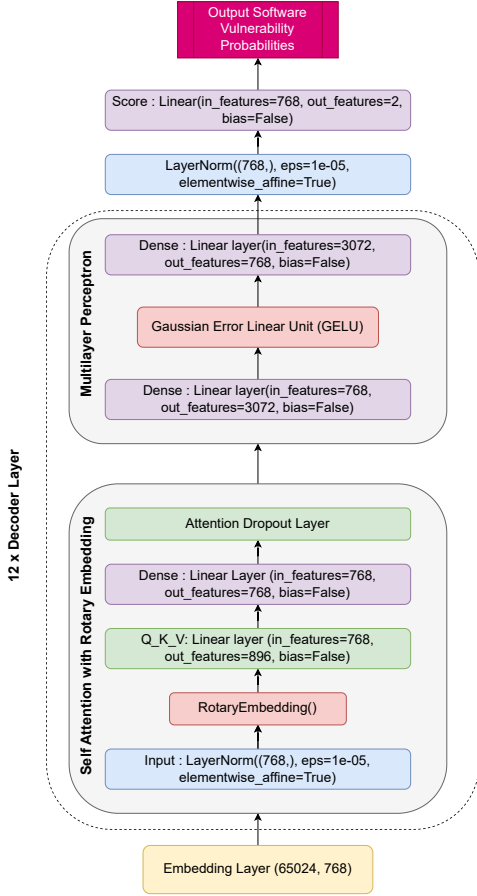 Output Software
Vulnerability
Probabilities
Score : Linear(in_features=768, out_features=2,
bias=False)
LayerNorm((768,), eps=1e-05,
elementwise_affine=True)
Dense : Linear layer(in_features=3072,
out_features=768, bias=False)
Gaussian Error Linear Unit (GELU)
Dense : Linear layer(in_features=768,
out_features=3072, bias=False)
Multilayer Perceptron
12 x Decoder Layer
Self Attention with Rotary Embedding
Attention Dropout Layer
Dense : Linear Layer (in_features=768,
out_features=768, bias=False)
Q_K_V: Linear layer (in_features=768,
out_features=896, bias=False)
RotaryEmbedding()
Input : LayerNorm((768,), eps=1e-05,
elementwise_affine=True)
Embedding Layer (65024, 768)